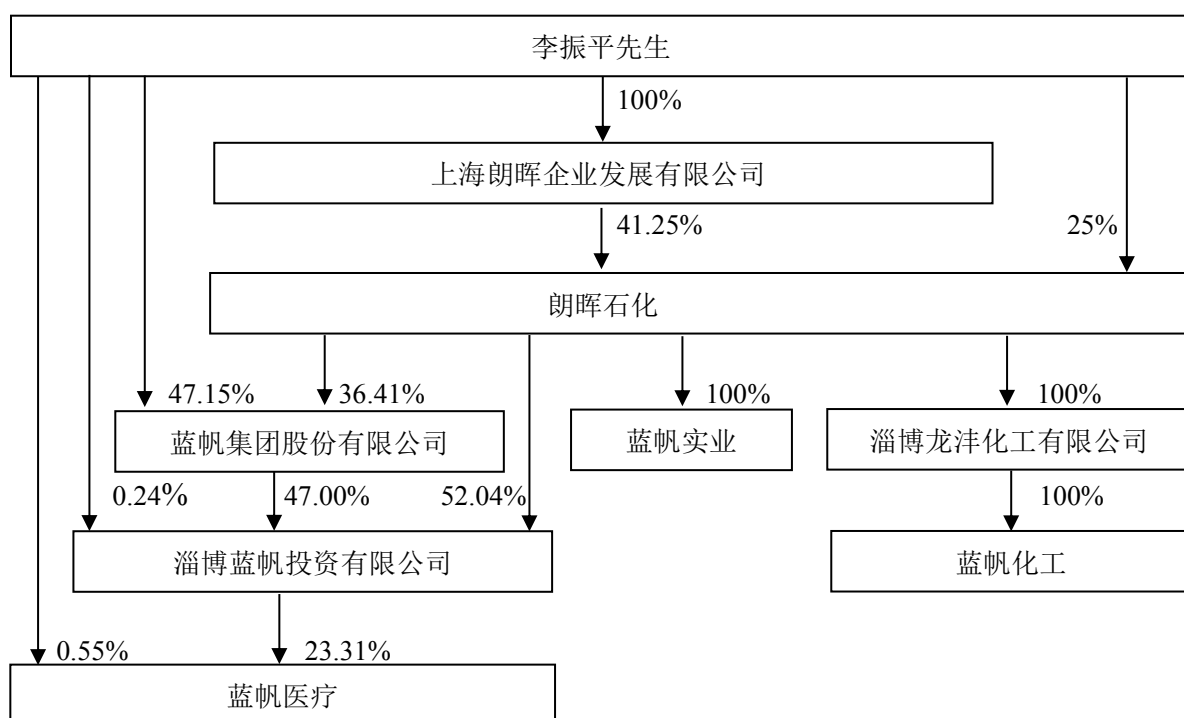 李振平先生
100%
上海朗晖企业发展有限公司
41.25%
25%
朗晖石化
47.15%
36.41%
100%
100%
蓝帆集团股份有限公司
蓝帆实业
淄博龙沣化工有限公司
0.24%
47.00%
52.04%
100%
淄博蓝帆投资有限公司
蓝帆化工
0.55%
23.31%
蓝帆医疗